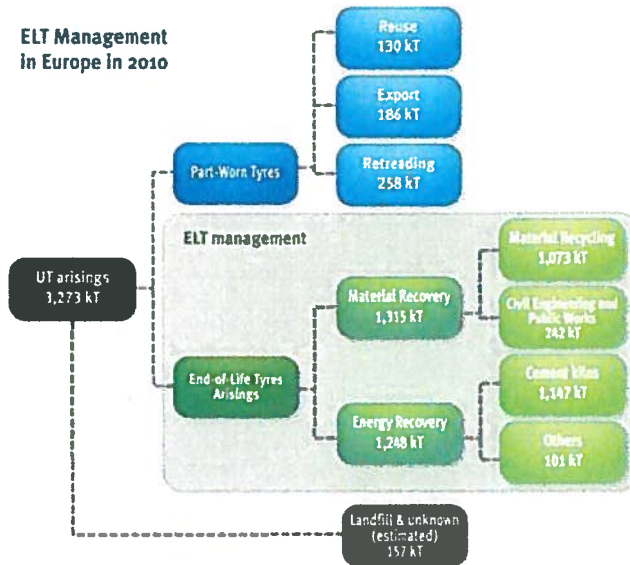 ELT Management
in Europe in 2010
Reuse
130 kT
Export
186 kT
Part-Worn Tyres
Retreading
258 kT
ELT management
UT arisings
3,273 kT
Material Recycling
1,073 kT
Material Recovery
1,315 kT
Civil Engineering and
Public Works
242 kT
End-of-Life Tyres
Arisings
Cement kilns
1,147 kT
Energy Recovery
1,248 kT
Others
101 kT
Landfill & unknown
(estimated)
157 kT